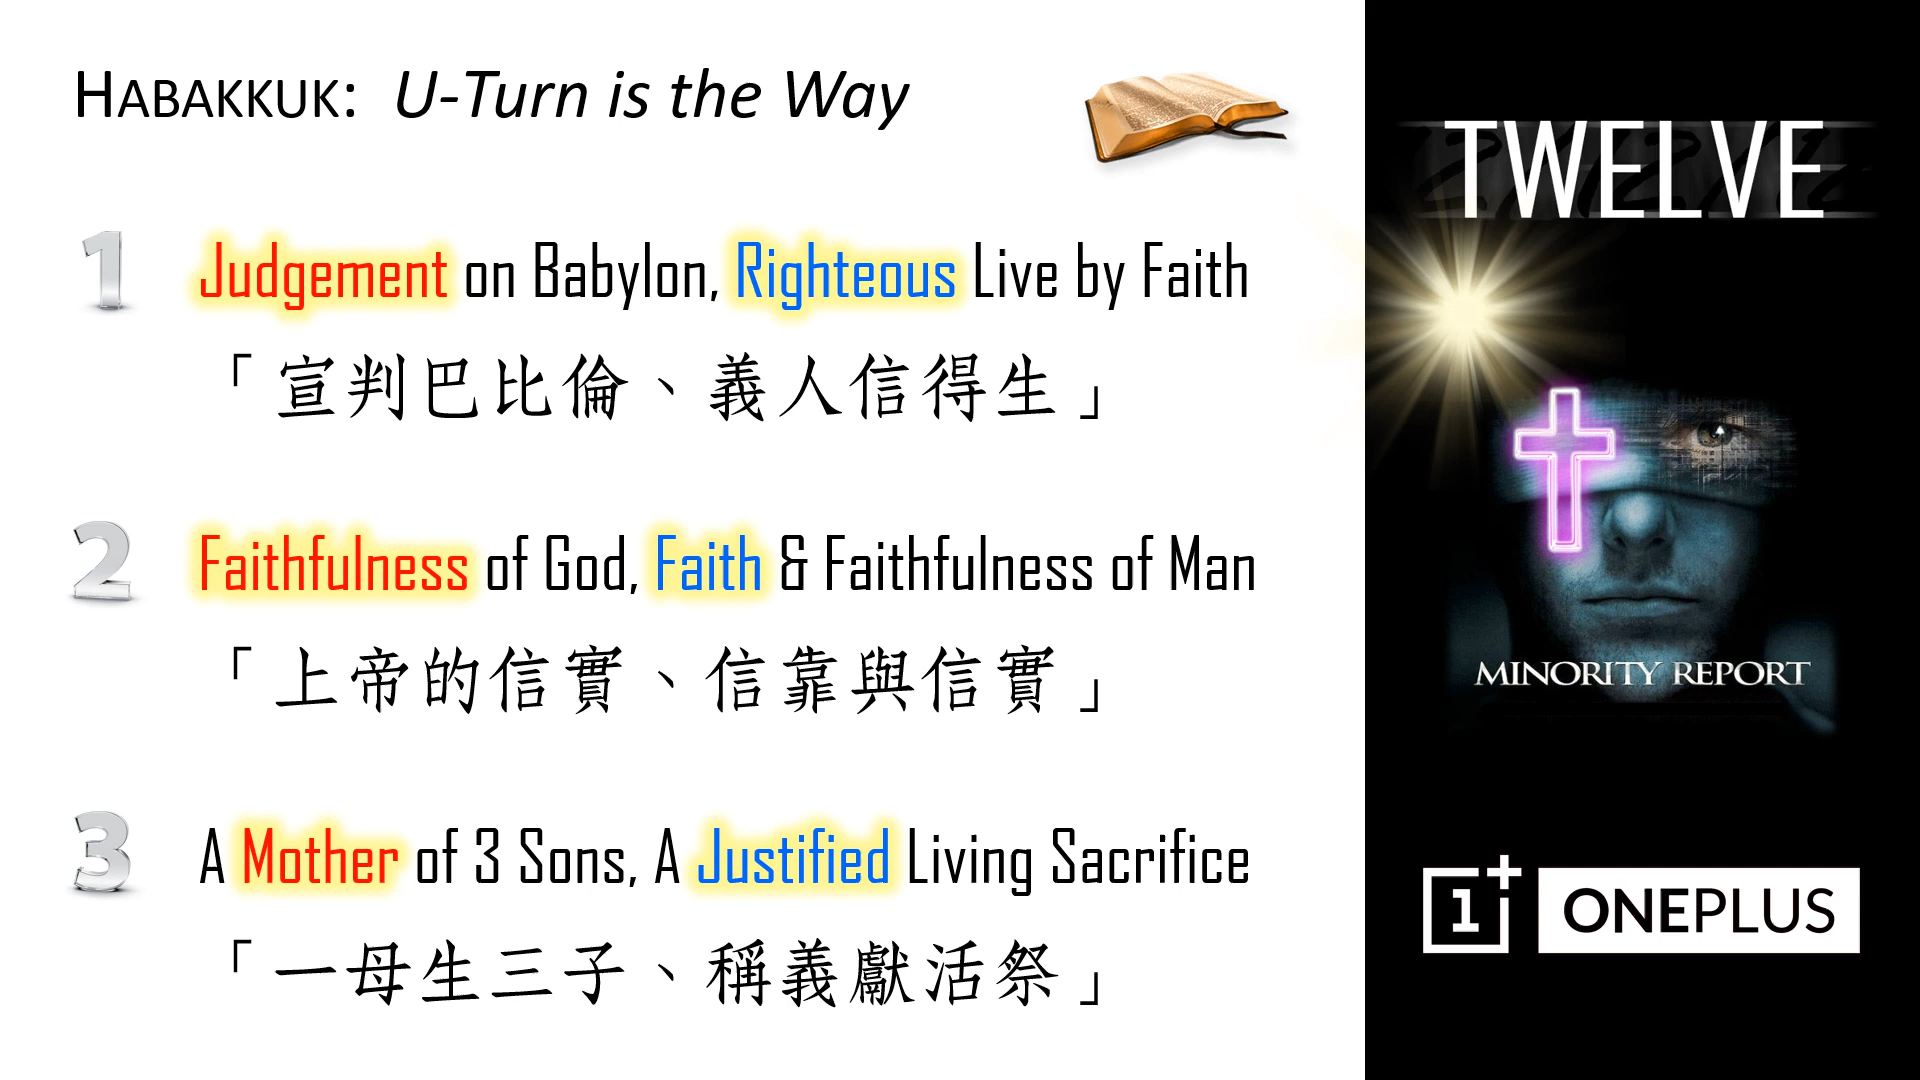 HABAKKUK: U-Turn is the Way
1 Judgement on Babylon, Righteous Live by Faith
「宣判巴比倫、義人信得生」
2 Faithfulness of God, Faith & Faithfulness of Man
「上帝的信實、信靠與信實」
3 A Mother of 3 Sons, A Justified Living Sacrifice
「一母生三子、稱義獻活祭」
TWELVE
MINORITY REPORT
1+ ONEPLUS